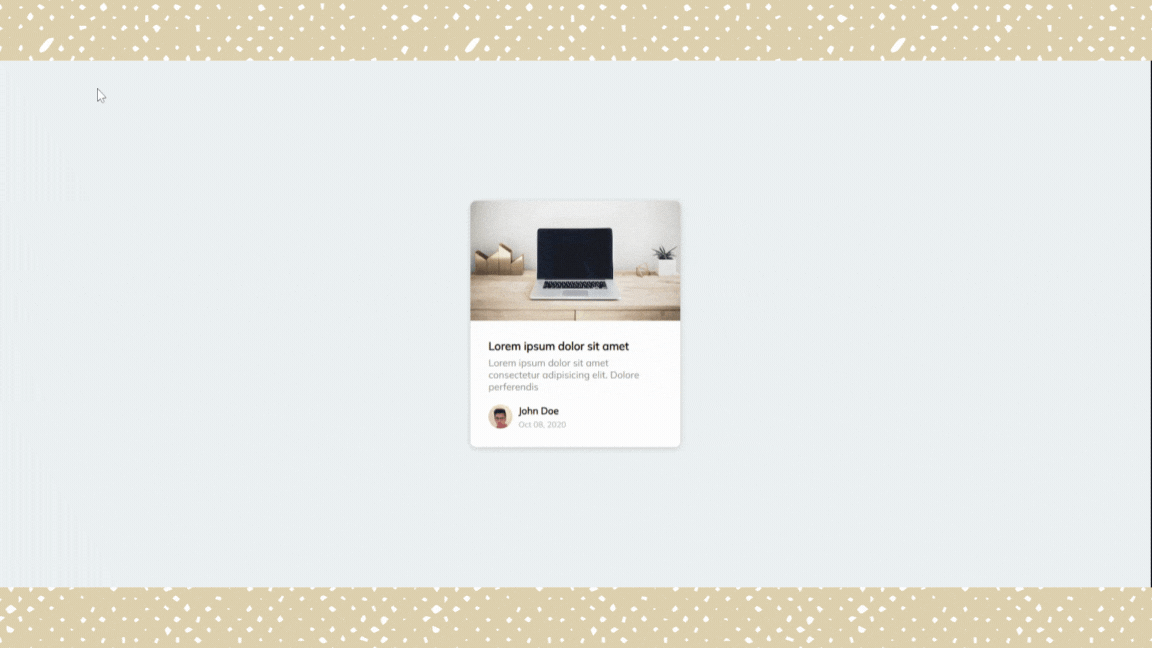 Lorem ipsum dolor sit amet
Lorem ipsum dolor sit amet
consectetur adipisicing elit. Dolore
perferendis
John Doe
Oct 08, 2020